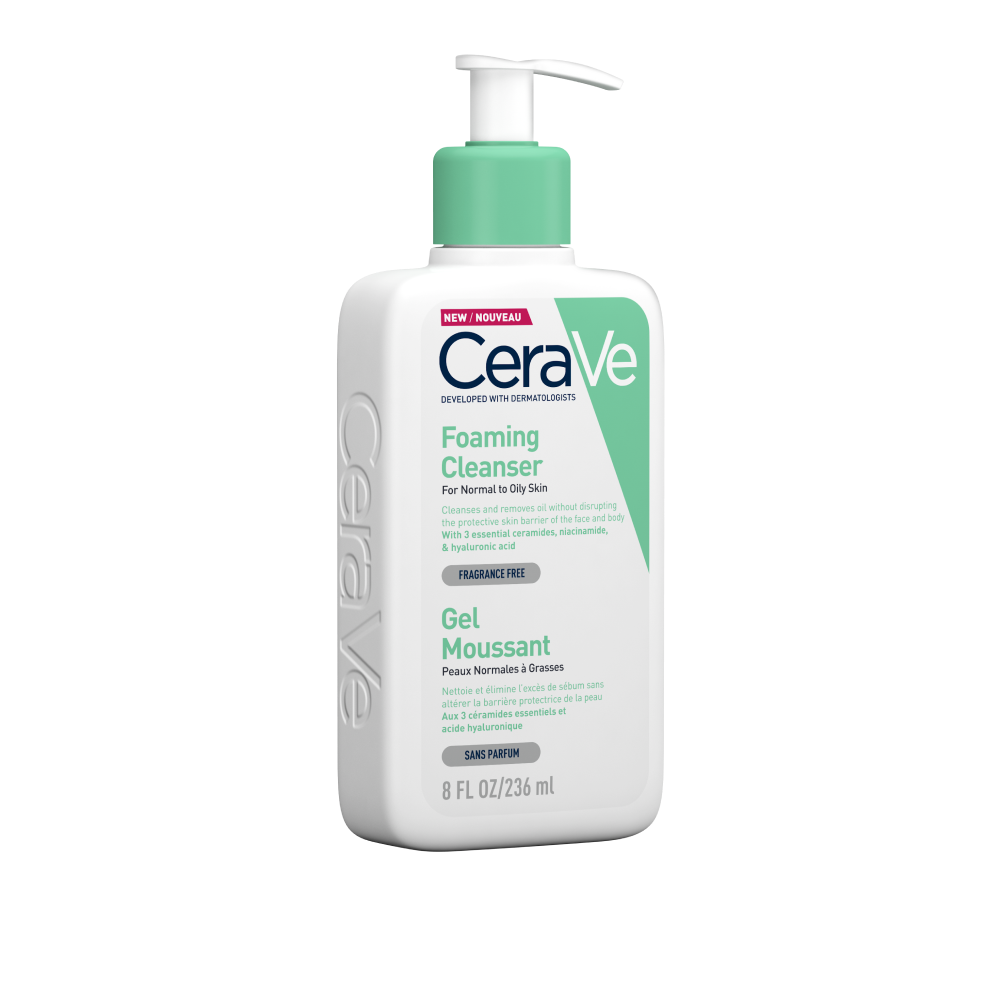 NEW / NOUVEAU
CeraVe
DEVELOPED WITH DERMATOLOGISTS
Foaming
Cleanser
For Normal to Oily Skin
Cleanses and removes oil without disrupting
the protective skin barrier of the face and body
With 3 essential ceramides, niacinamide,
& hyaluronic acid
FRAGRANCE FREE
Gel
Moussant
Peaux Normales à Grasses
Nettoie et élimine l'excès de sébum sans
altérer la barrière protectrice de la peau
Aux 3 céramides essentiels et
acide hyaluronique
SANS PARFUM
8 FL OZ/236 ml
CeraVe